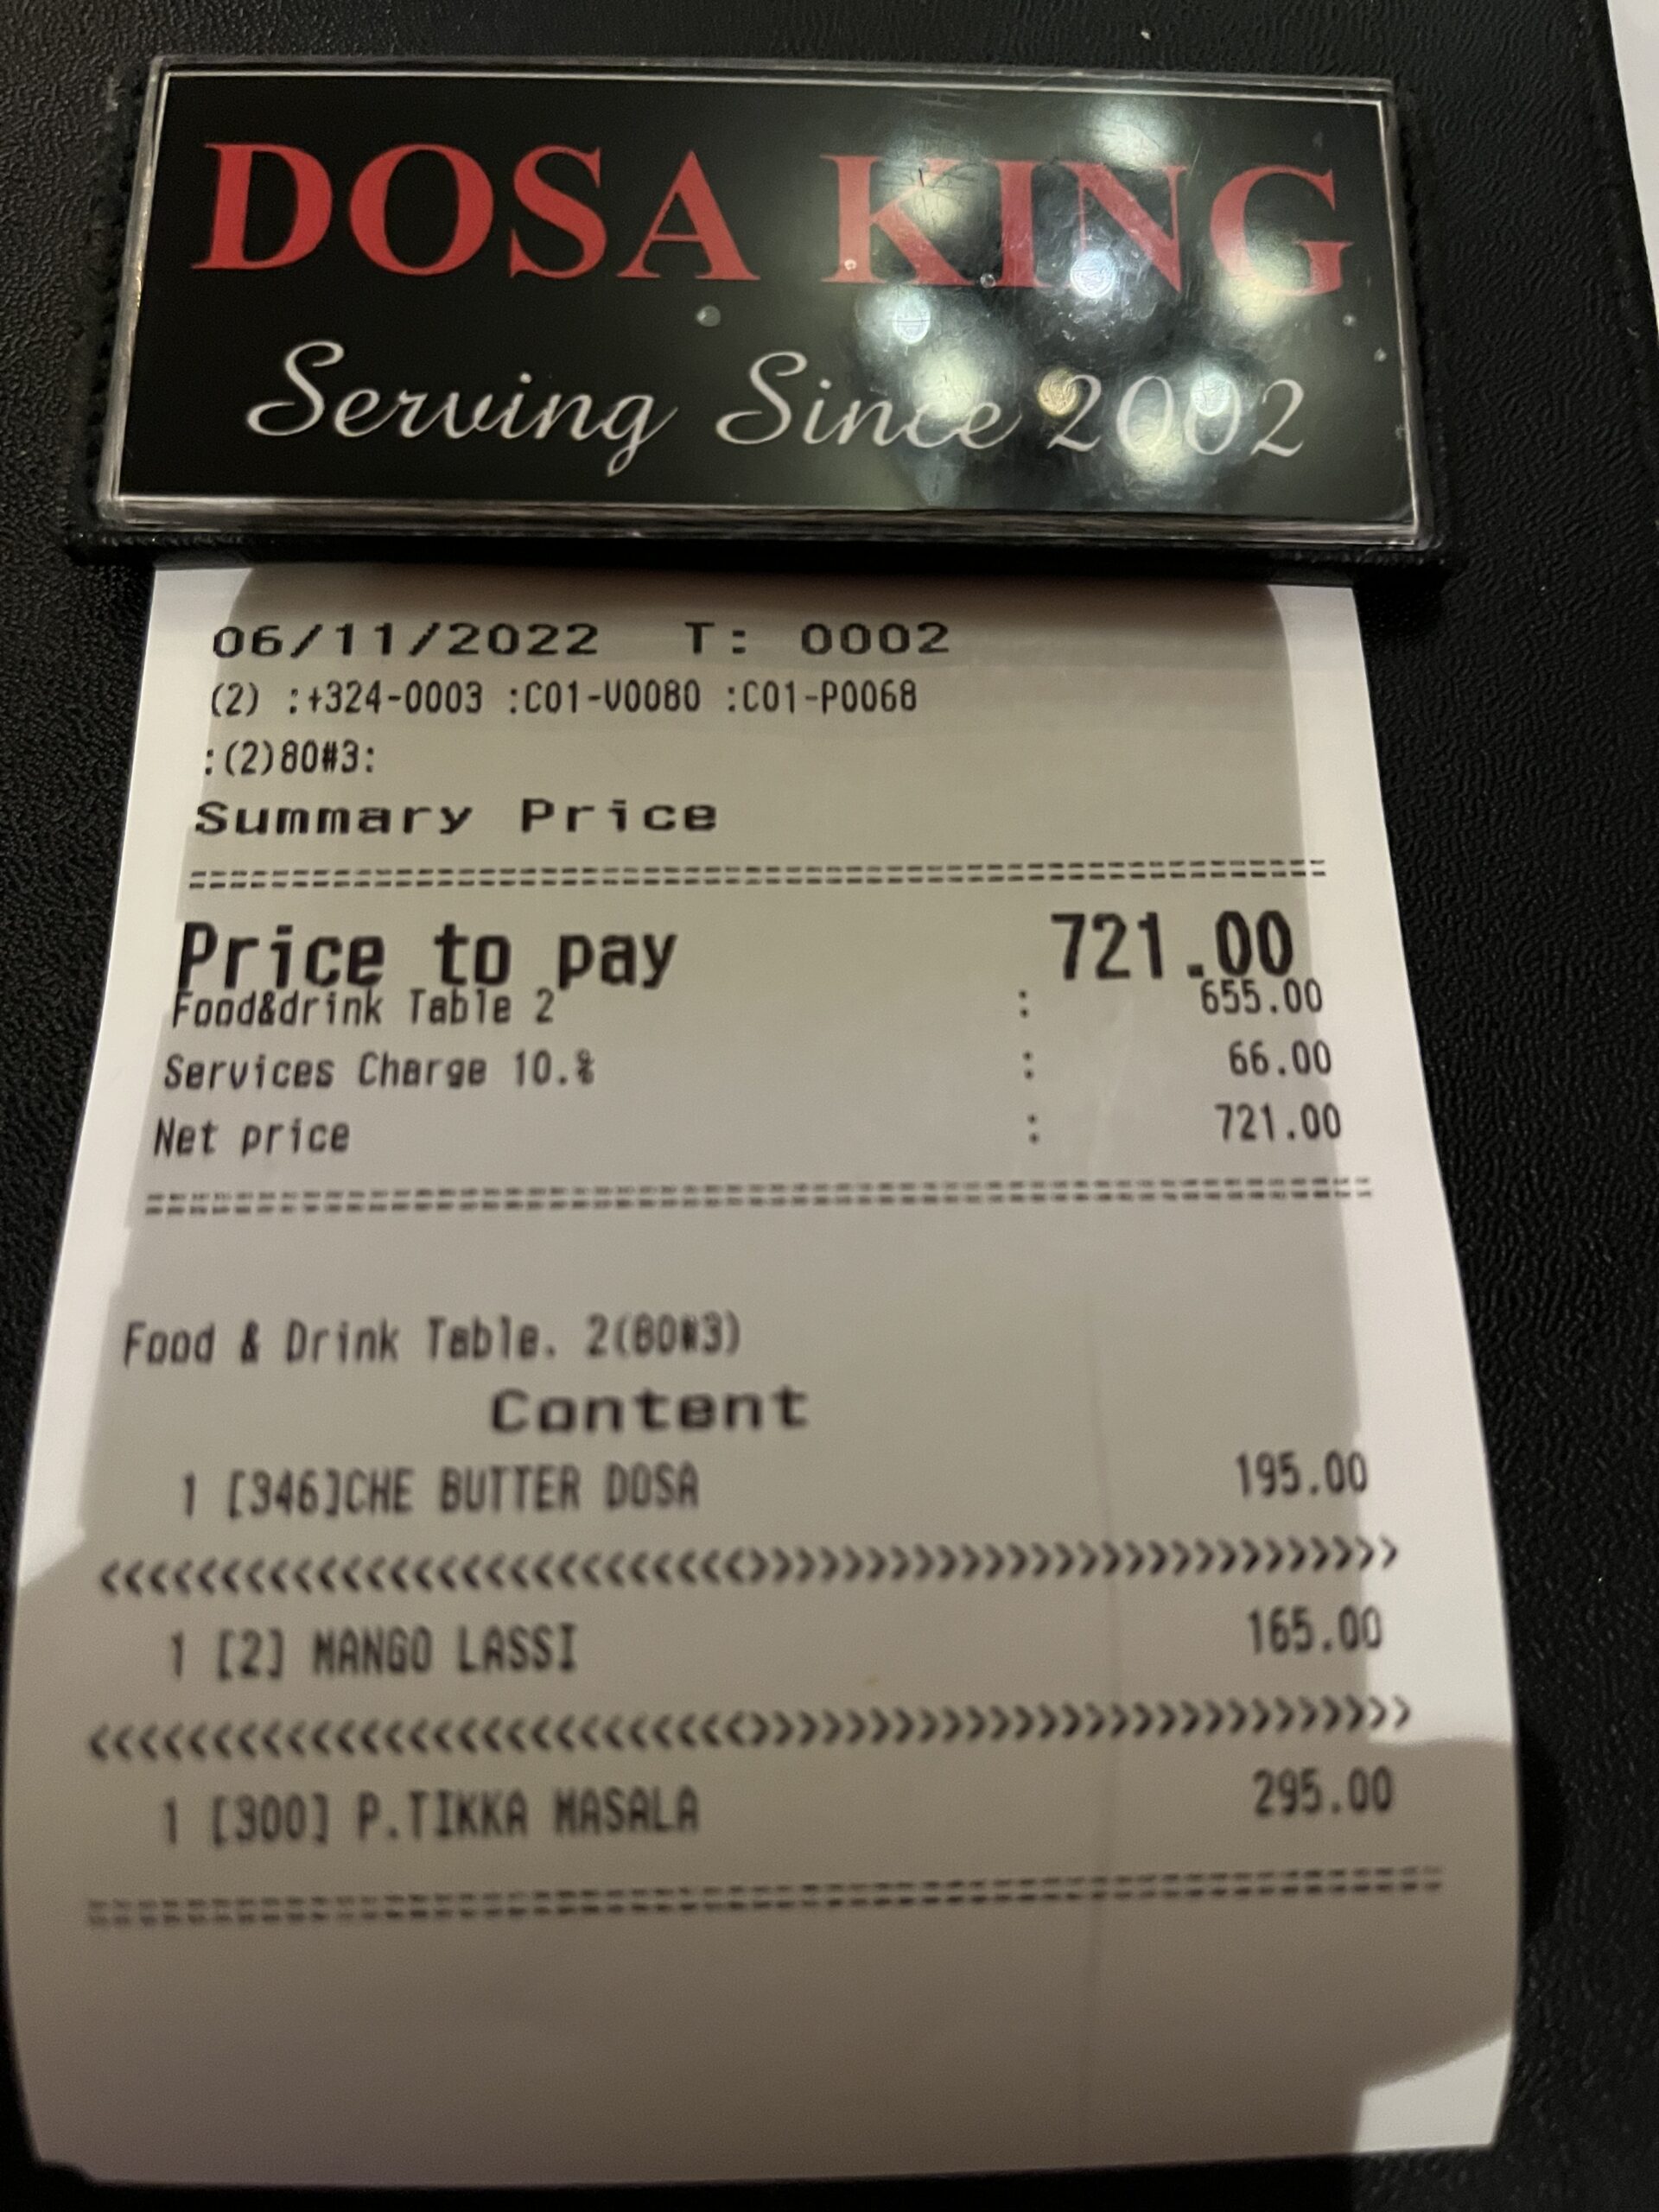 DOSA KING
Serving Since 2002
06/11/2022 T: 0002
(2) :+324-0003 :C01-V0080 :C01-P0068
:(2)80#3:
Summary Price
=======================================================
Price to pay 721.00
Food&drink Table 2 : 655.00
Services Charge 10.% : 66.00
Net price : 721.00
=======================================================
Food & Drink Table. 2(80#3)
Content
1 [346]CHE BUTTER DOSA 195.00
<<<<<<<<<<<<<<<<<<<<<<<<<<<>>>>>>>>>>>>>>>>>>>>>>>>>>>
1 [2] MANGO LASSI 165.00
<<<<<<<<<<<<<<<<<<<<<<<<<<<>>>>>>>>>>>>>>>>>>>>>>>>>>>
1 [300] P.TIKKA MASALA 295.00
=======================================================